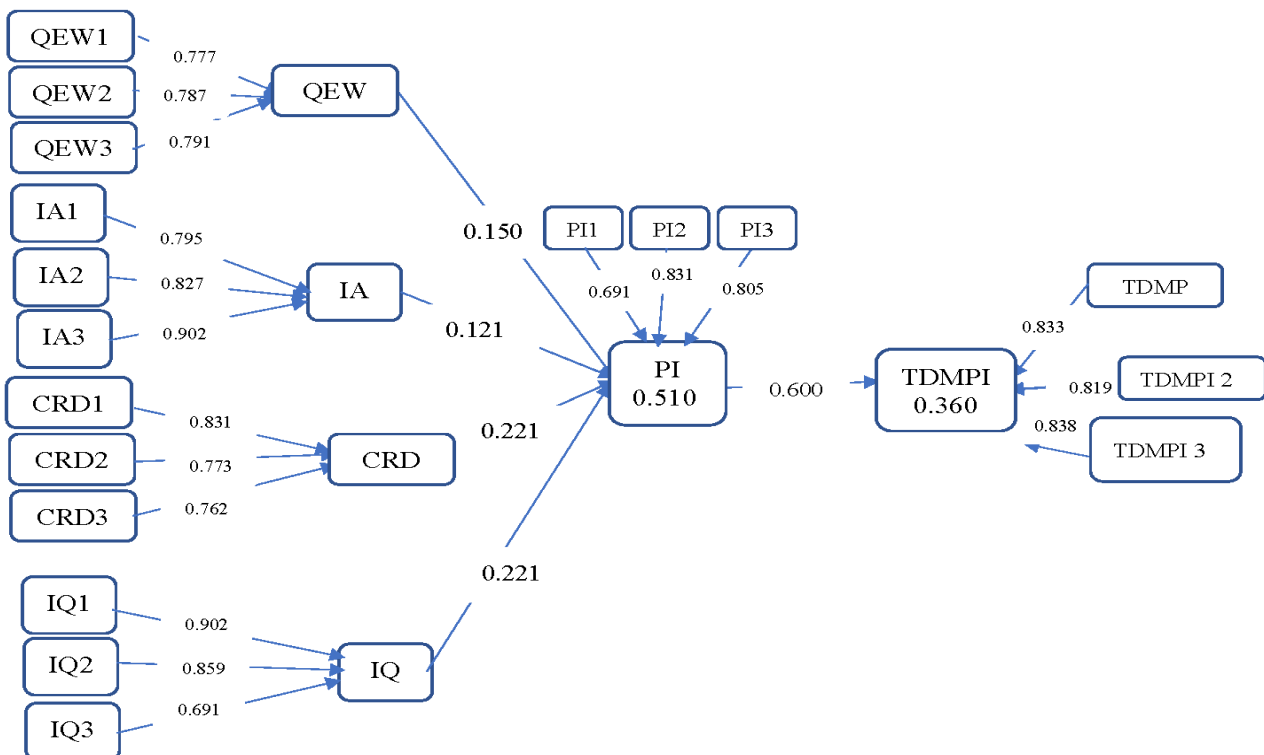 QEW1
0.777
QEW2
0.787
QEW
QEW3
0.791
IA1
0.795
IA2
0.827
IA
IA3
0.902
0.150
0.121
PI1
PI2
PI3
0.691
0.831
0.805
PI
0.510
0.600
TDMPI
0.360
TDMP
0.833
TDMPI 2
0.819
TDMPI 3
0.838
CRD1
0.831
CRD2
0.773
CRD
CRD3
0.762
0.221
0.221
IQ1
0.902
IQ2
0.859
IQ
IQ3
0.691